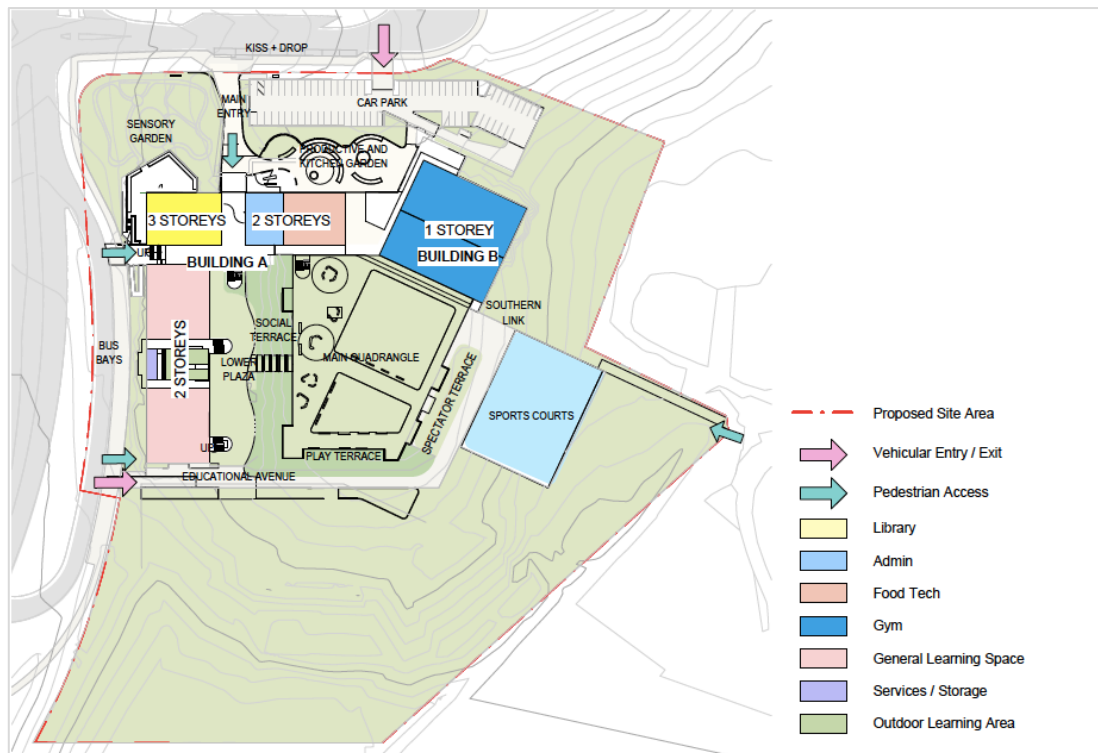 KISS + DROP
MAIN
ENTRY
CAR PARK
SENSORY
GARDEN
PRODUCTIVE AND
KITCHEN GARDEN
3 STOREYS
2 STOREYS
1 STOREY
BUILDING B
UP
BUILDING A
SOUTHERN
LINK
SOCIAL
TERRACE
BUS
BAYS
2 STOREYS
LOWER
PLAZA
MAIN QUADRANGLE
SPECTATOR TERRACE
SPORTS COURTS
UP
PLAY TERRACE
EDUCATIONAL AVENUE
Proposed Site Area
Vehicular Entry / Exit
Pedestrian Access
Library
Admin
Food Tech
Gym
General Learning Space
Services / Storage
Outdoor Learning Area